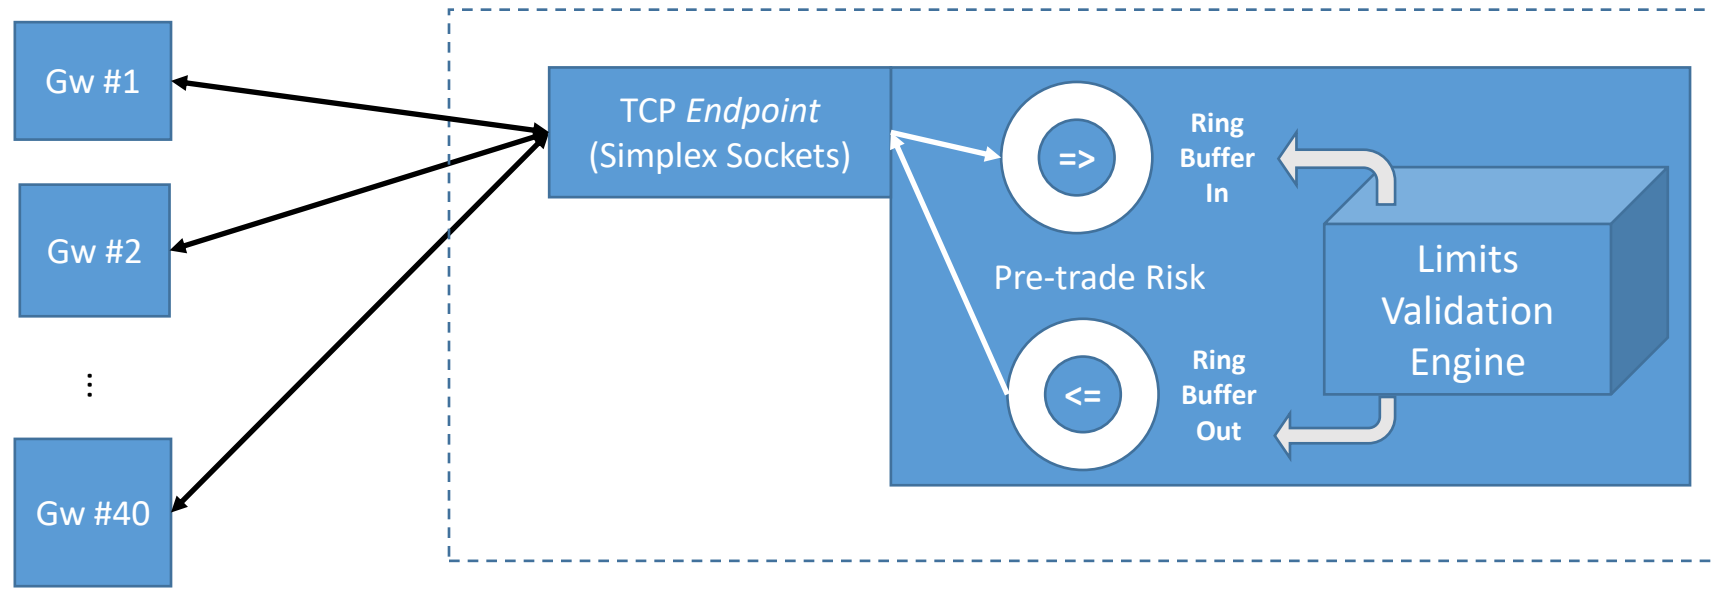 Gw #1
Gw #2
...
Gw #40
TCP Endpoint
(Simplex Sockets)
=>
Ring
Buffer
In
Pre-trade Risk
<=
Ring
Buffer
Out
Limits
Validation
Engine